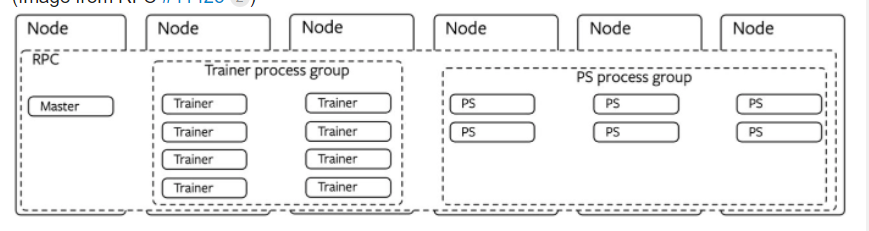 Node Node Node Node Node Node
RPC
Trainer process group
PS process group
Master Trainer Trainer PS PS PS
Trainer Trainer PS PS PS
Trainer Trainer
Trainer Trainer